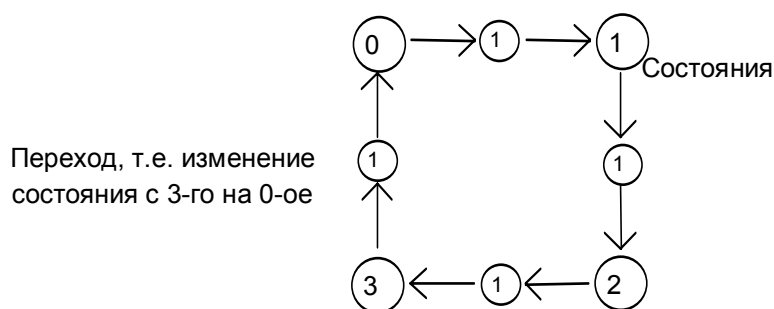 0
1
1
Состояния
Переход, т.е. изменение
состояния с 3-го на 0-ое
1
1
3
1
2